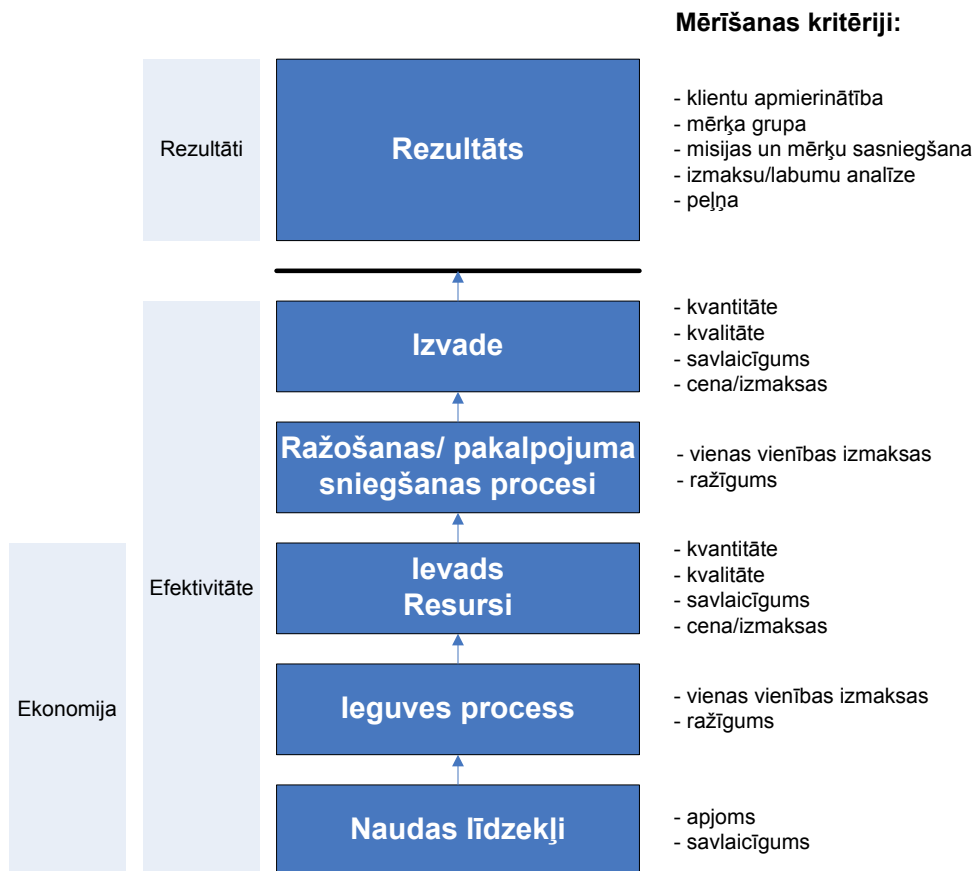 Mērīšanas kritēriji:
Rezultāti
Rezultāts
- klientu apmierinātība
- mērķa grupa
- misijas un mērķu sasniegšana
- izmaksu/labumu analīze
- peļņa
Efektivitāte
Izvade
- kvantitāte
- kvalitāte
- savlaicīgums
- cena/izmaksas
Ražošanas/ pakalpojuma
sniegšanas procesi
- vienas vienības izmaksas
- ražīgums
Ekonomija
Ievads
Resursi
- kvantitāte
- kvalitāte
- savlaicīgums
- cena/izmaksas
Ieguves process
- vienas vienības izmaksas
- ražīgums
Naudas līdzekļi
- apjoms
- savlaicīgums